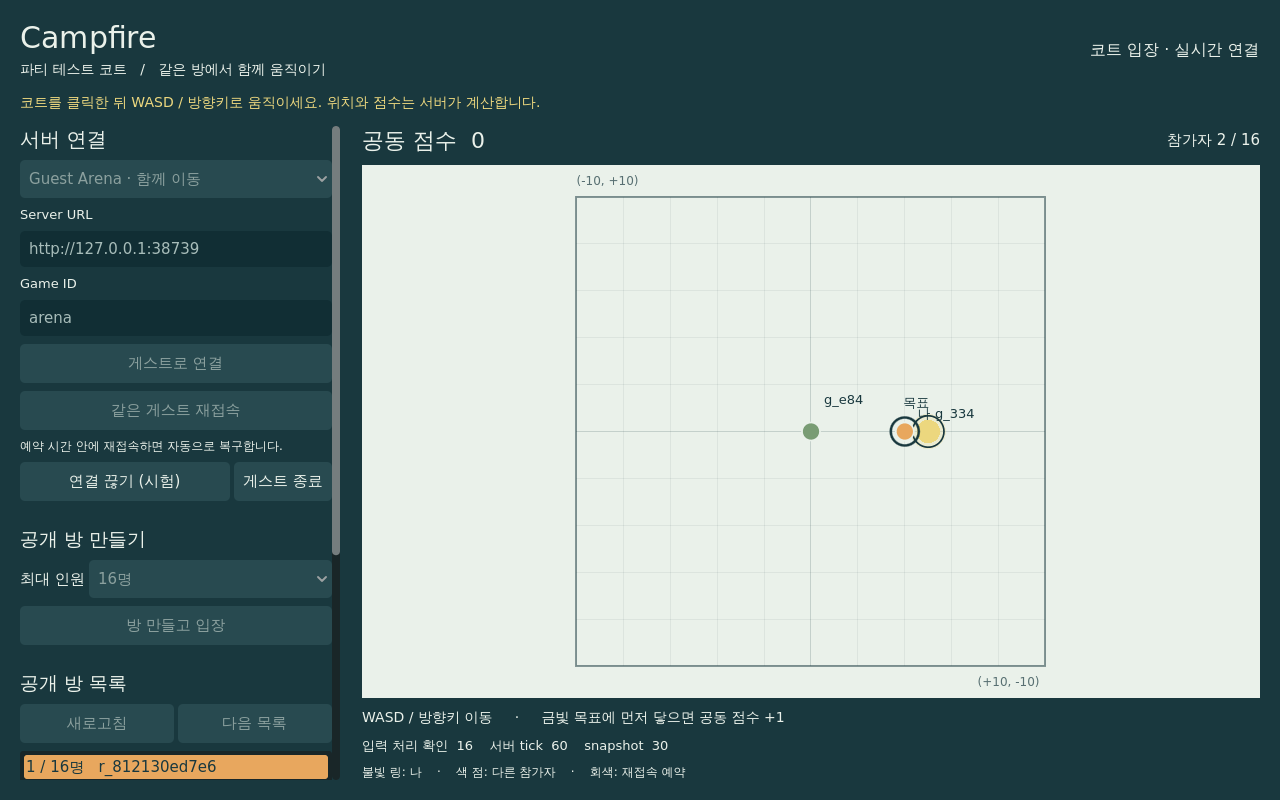 Campfire
코트 입장 · 실시간 연결
파티 테스트 코트 / 같은 방에서 함께 움직이기
코트를 클릭한 뒤 WASD / 방향키로 움직이세요. 위치와 점수는 서버가 계산합니다.
서버 연결
Guest Arena · 함께 이동
Server URL
http://127.0.0.1:38739
Game ID
arena
게스트로 연결
같은 게스트 재접속
예약 시간 안에 재접속하면 자동으로 복구합니다.
연결 끊기 (시험)
게스트 종료
공개 방 만들기
최대 인원
16명
방 만들고 입장
공개 방 목록
새로고침
다음 목록
1 / 16명 r_812130ed7e6
공동 점수 0
참가자 2 / 16
(-10, +10)
g_e84
목표
나 g_334
(+10, -10)
WASD / 방향키 이동 · 금빛 목표에 먼저 닿으면 공동 점수 +1
입력 처리 확인 16 서버 tick 60 snapshot 30
불빛 링: 나 · 색 점: 다른 참가자 · 회색: 재접속 예약